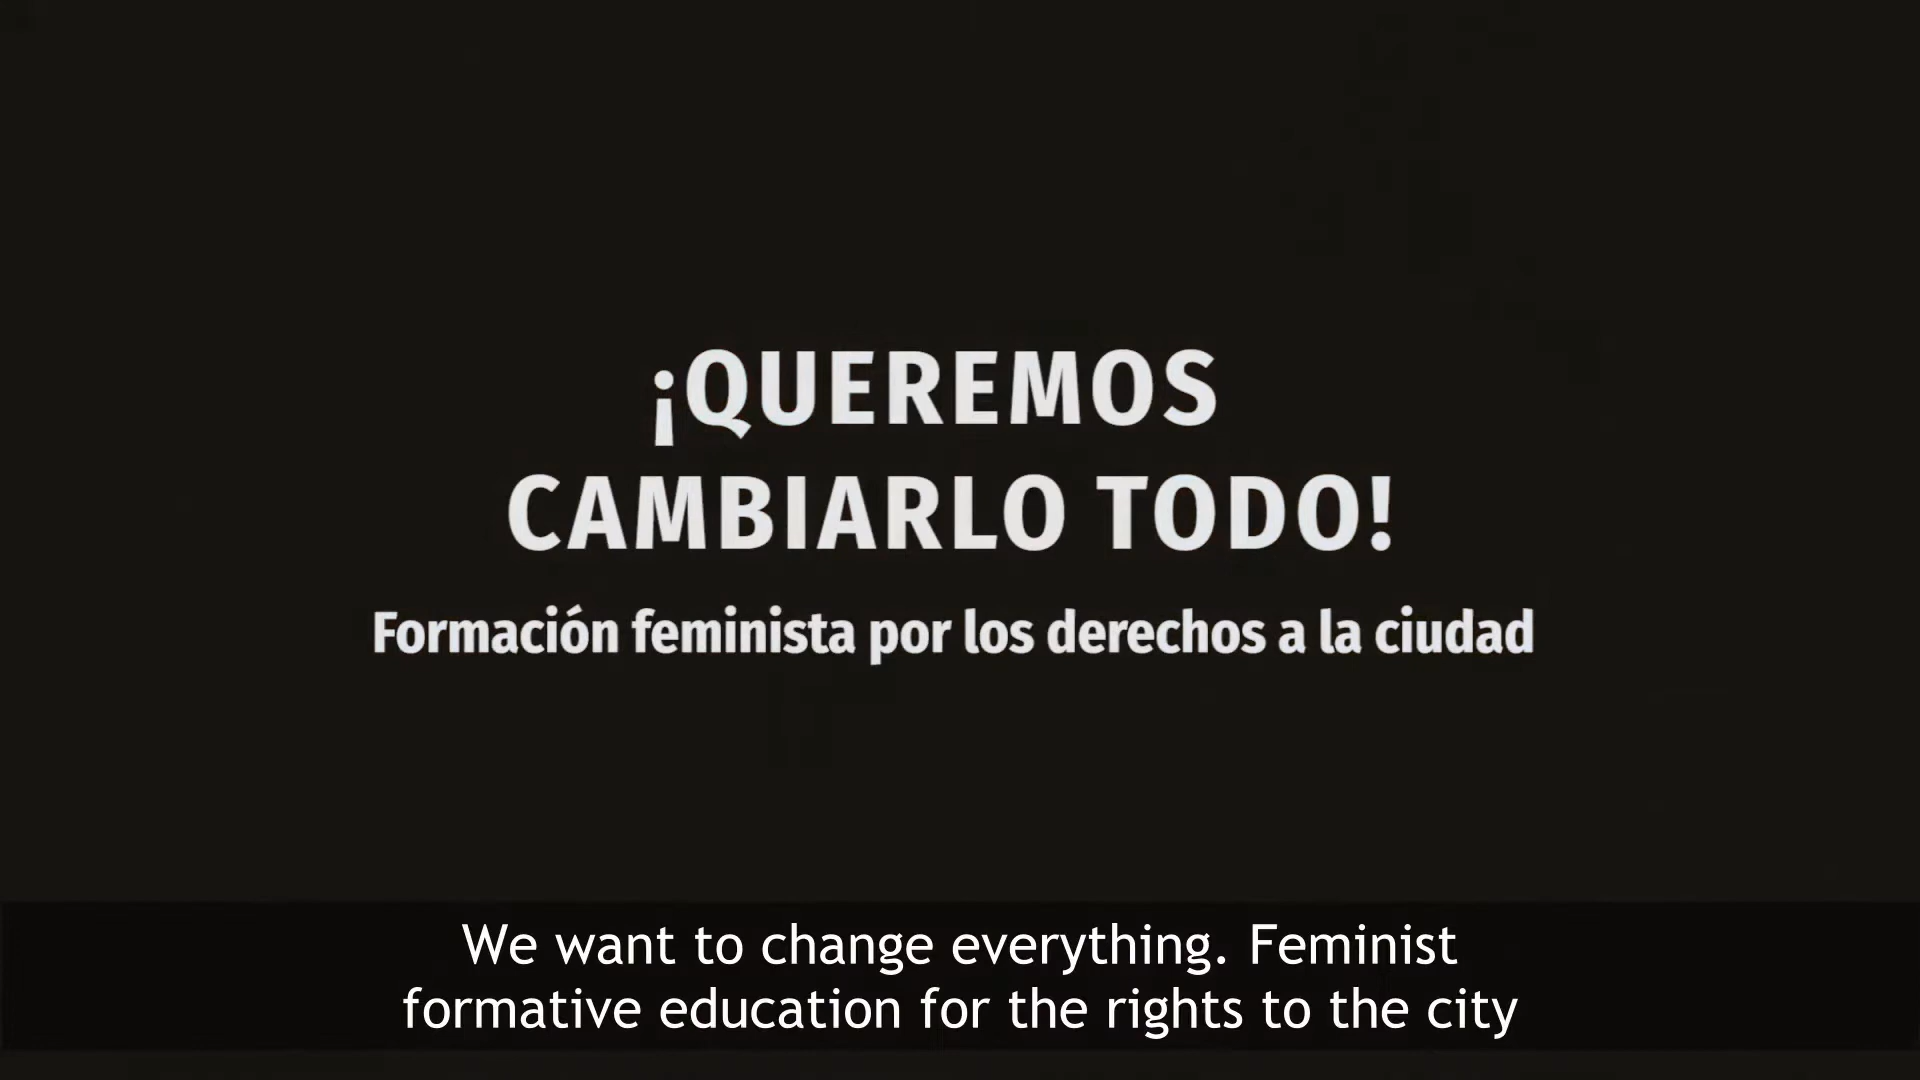 ¡QUEREMOS
CAMBIARLO TODO!
Formación feminista por los derechos a la ciudad
We want to change everything. Feminist
formative education for the rights to the city